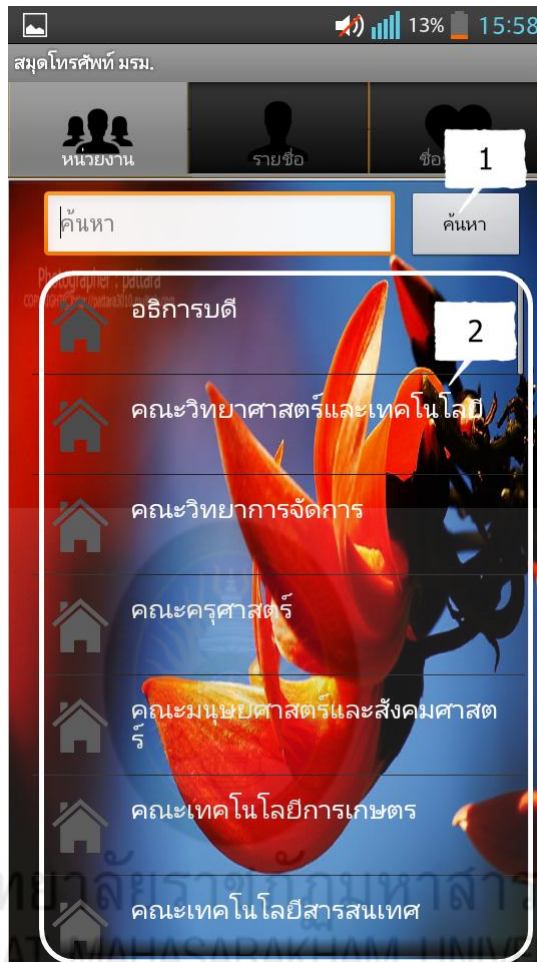 13% 15:58
สมุดโทรศัพท์ มรม.
หน่วยงาน
รายชื่อ
1
ค้นหา
ค้นหา
Photographer : pattara
2
อธิการบดี
คณะวิทยาศาสตร์และเทคโนโลยี
คณะวิทยาการจัดการ
คณะครุศาสตร์
คณะมนุษยศาสตร์และสังคมศาสต
ร์
คณะเทคโนโลยีการเกษตร
คณะเทคโนโลยีสารสนเทศ
MAHASARAKHAM